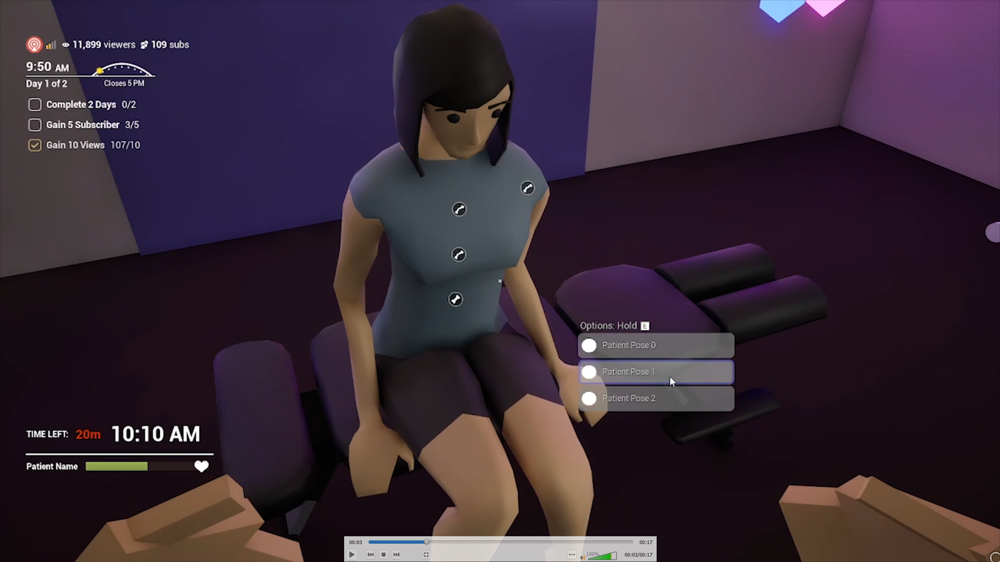 11,899 viewers 109 subs
9:50 AM
Day 1 of 2 Closes 5 PM
Complete 2 Days 0/2
Gain 5 Subscriber 3/5
Gain 10 Views 107/10
Options: Hold E
Patient Pose 0
Patient Pose 1
Patient Pose 2
TIME LEFT: 20m 10:10 AM
Patient Name
00:03 00:17
100% 00:03/00:17